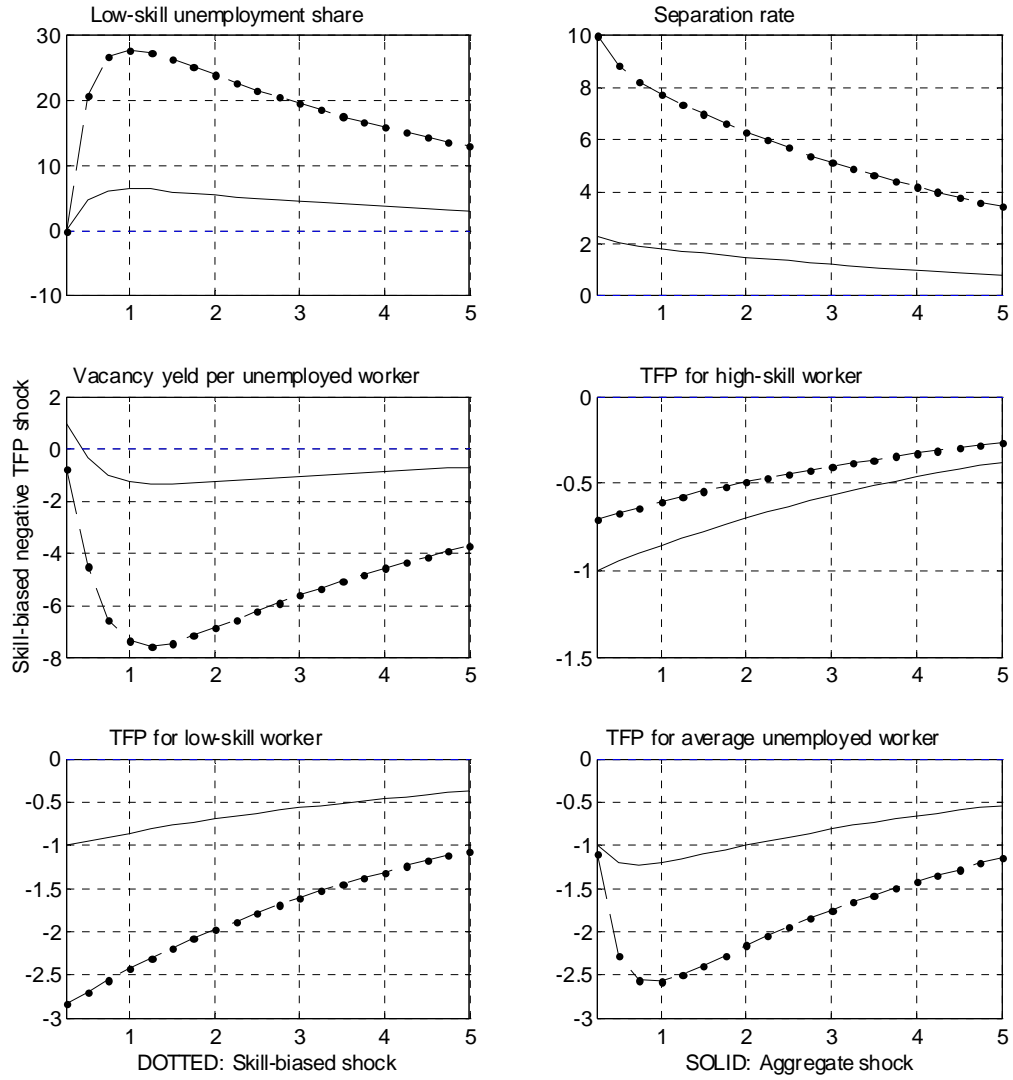 Low-skill unemployment share
30
20
10
0
-10
1 2 3 4 5
Separation rate
10
8
6
4
2
0
1 2 3 4 5
Skill-biased negative TFP shock
Vacancy yeld per unemployed worker
2
0
-2
-4
-6
-8
1 2 3 4 5
TFP for high-skill worker
0
-0.5
-1
-1.5
1 2 3 4 5
TFP for low-skill worker
0
-0.5
-1
-1.5
-2
-2.5
-3
1 2 3 4 5
DOTTED: Skill-biased shock
TFP for average unemployed worker
0
-0.5
-1
-1.5
-2
-2.5
-3
1 2 3 4 5
SOLID: Aggregate shock